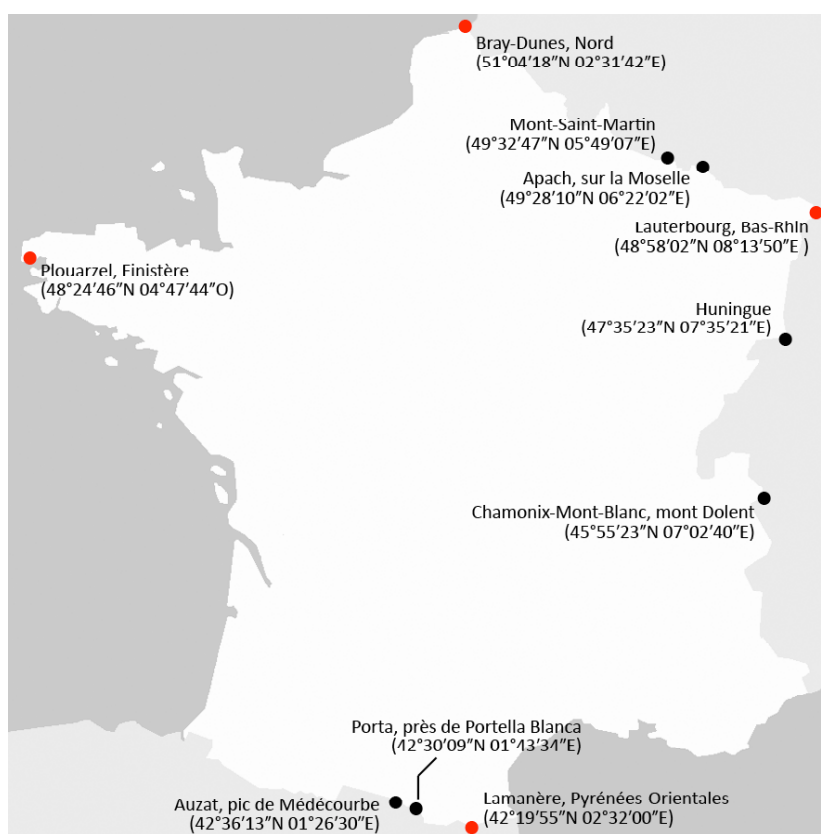 Bray-Dunes, Nord
(51°04′18″N 02°31′42″E)
Mont-Saint-Martin
(49°32′47″N 05°49′07″E)
Apach, sur la Moselle
(49°28′10″N 06°22′02″E)
Lauterbourg, Bas-Rhin
(48°58′02″N 08°13′50″E )
Plouarzel, Finistère
(48°24′46″N 04°47′44″O)
Huningue
(47°35′23″N 07°35′21″E)
Chamonix-Mont-Blanc, mont Dolent
(45°55′23″N 07°02′40″E)
Porta, près de Portella Blanca
(42°30′09″N 01°43′34″E)
Auzat, pic de Médécourbe
(42°36′13″N 01°26′30″E)
Lamanère, Pyrénées Orientales
(42°19′55″N 02°32′00″E)